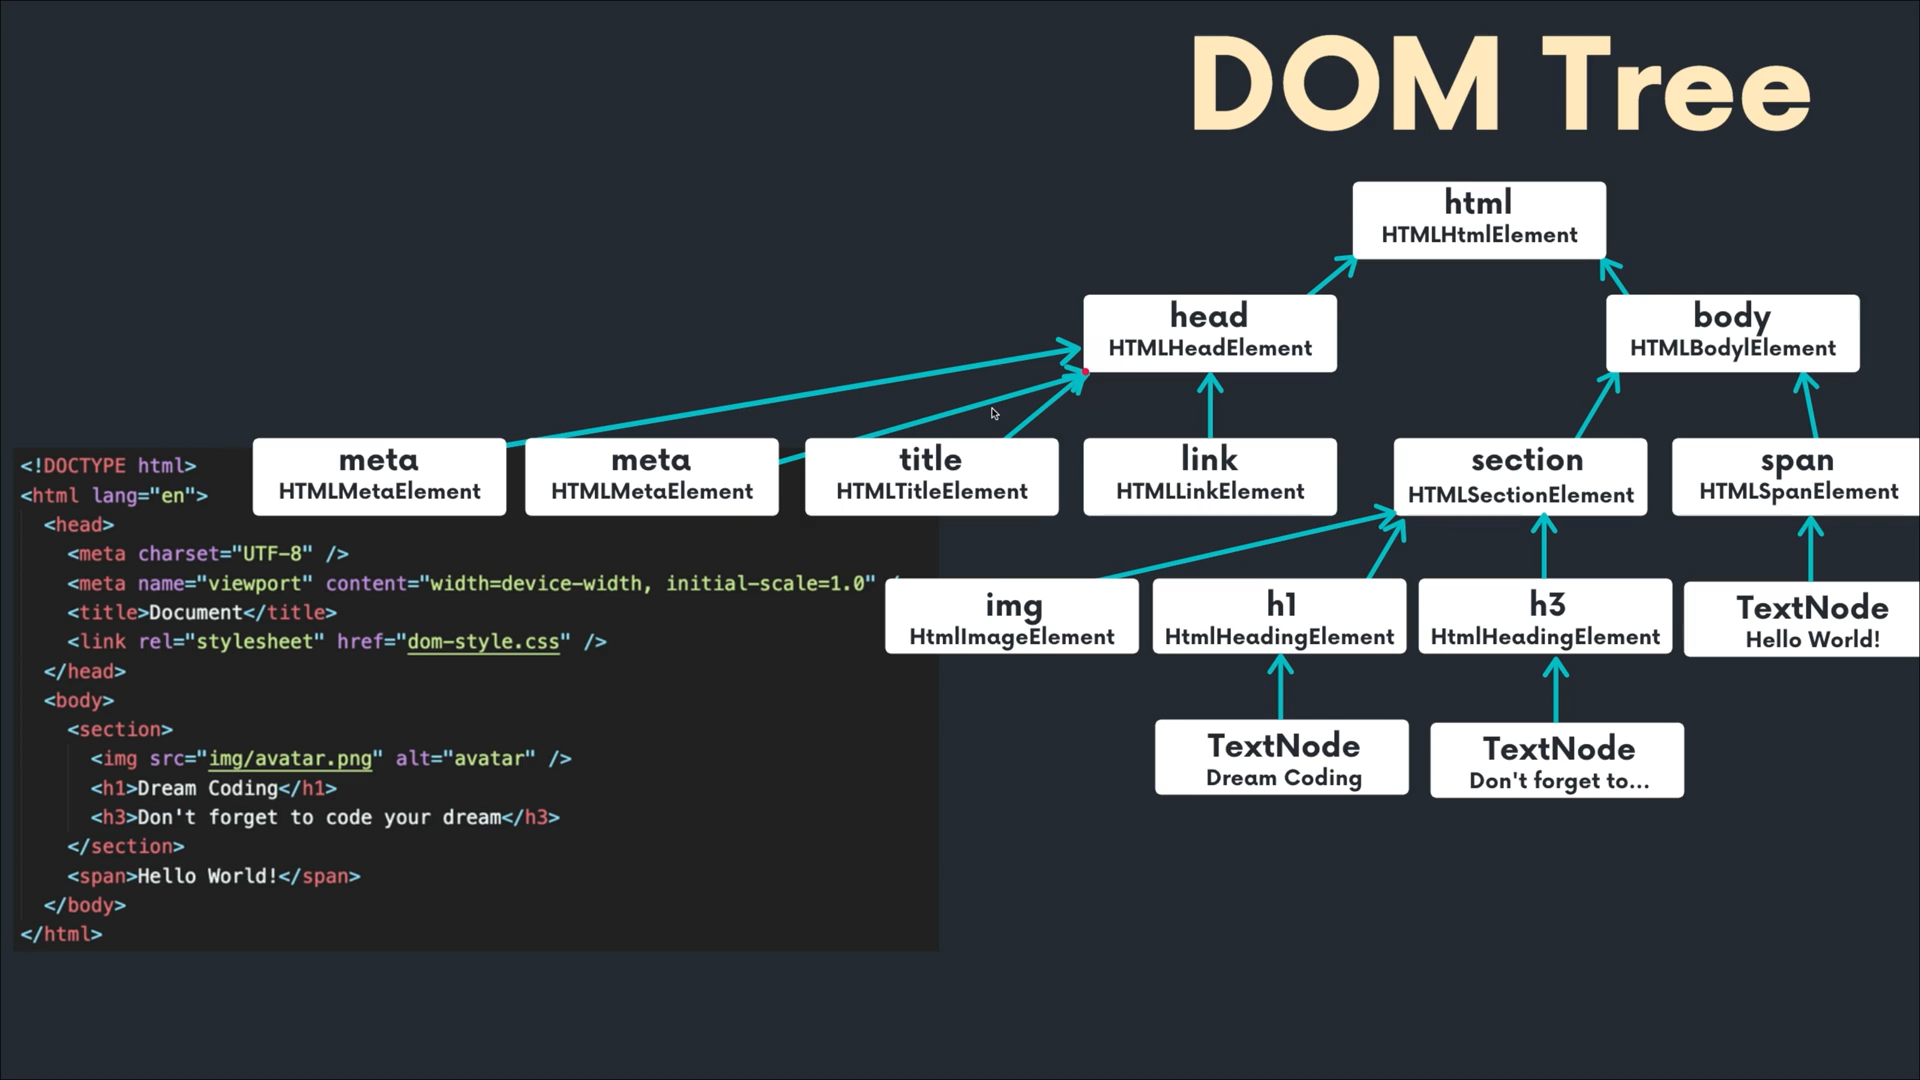 DOM Tree
html
HTMLHtmlElement
head
HTMLHeadElement
body
HTMLBodylElement
meta
HTMLMetaElement
meta
HTMLMetaElement
title
HTMLTitleElement
link
HTMLLinkElement
section
HTMLSectionElement
span
HTMLSpanElement
img
HtmlImageElement
h1
HtmlHeadingElement
h3
HtmlHeadingElement
TextNode
Hello World!
TextNode
Dream Coding
TextNode
Don't forget to...
<!DOCTYPE html>
<html lang="en">
<head>
<meta charset="UTF-8" />
<meta name="viewport" content="width=device-width, initial-scale=1.0"
<title>Document</title>
<link rel="stylesheet" href="dom-style.css" />
</head>
<body>
<section>
<img src="img/avatar.png" alt="avatar" />
<h1>Dream Coding</h1>
<h3>Don't forget to code your dream</h3>
</section>
<span>Hello World!</span>
</body>
</html>